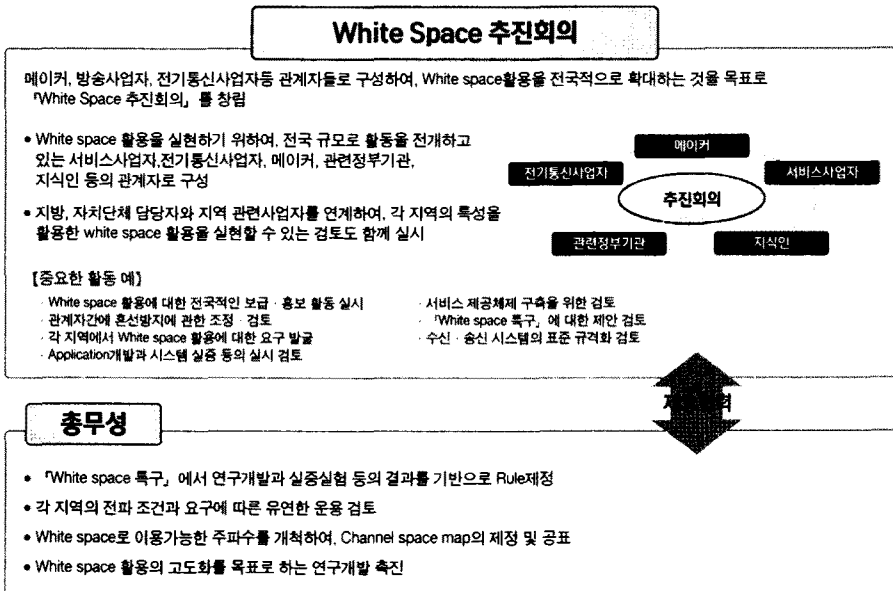 White Space 추진회의
메이커, 방송사업자, 전기통신사업자등 관계자들로 구성하여, White space활용을 전국적으로 확대하는 것을 목표로
「White Space 추진회의」를 창립
• White space 활용을 실현하기 위하여, 전국 규모로 활동을 전개하고
있는 서비스사업자,전기통신사업자, 메이커, 관련정부기관,
지식인 등의 관계자로 구성
• 지방, 자치단체 담당자와 지역 관련사업자를 연계하여, 각 지역의 특성을
활용한 white space 활용을 실현할 수 있는 검토도 함께 실시
메이커
전기통신사업자
서비스사업자
추진회의
관련정부기관
지식인
【중요한 활동 예】
· White space 활용에 대한 전국적인 보급 · 홍보 활동 실시
· 관계자간에 혼선방지에 관한 조정 · 검토
· 각 지역에서 White space 활용에 대한 요구 발굴
· Application개발과 시스템 실증 등의 실시 검토
· 서비스 제공체제 구축을 위한 검토
· 「White space 특구」에 대한 제안 검토
· 수신 · 송신 시스템의 표준 규격화 검토
총무성
• 「White space 특구」에서 연구개발과 실증실험 등의 결과를 기반으로 Rule제정
• 각 지역의 전파 조건과 요구에 따른 유연한 운용 검토
• White space로 이용가능한 주파수를 개척하여, Channel space map의 제정 및 공표
• White space 활용의 고도화를 목표로 하는 연구개발 촉진